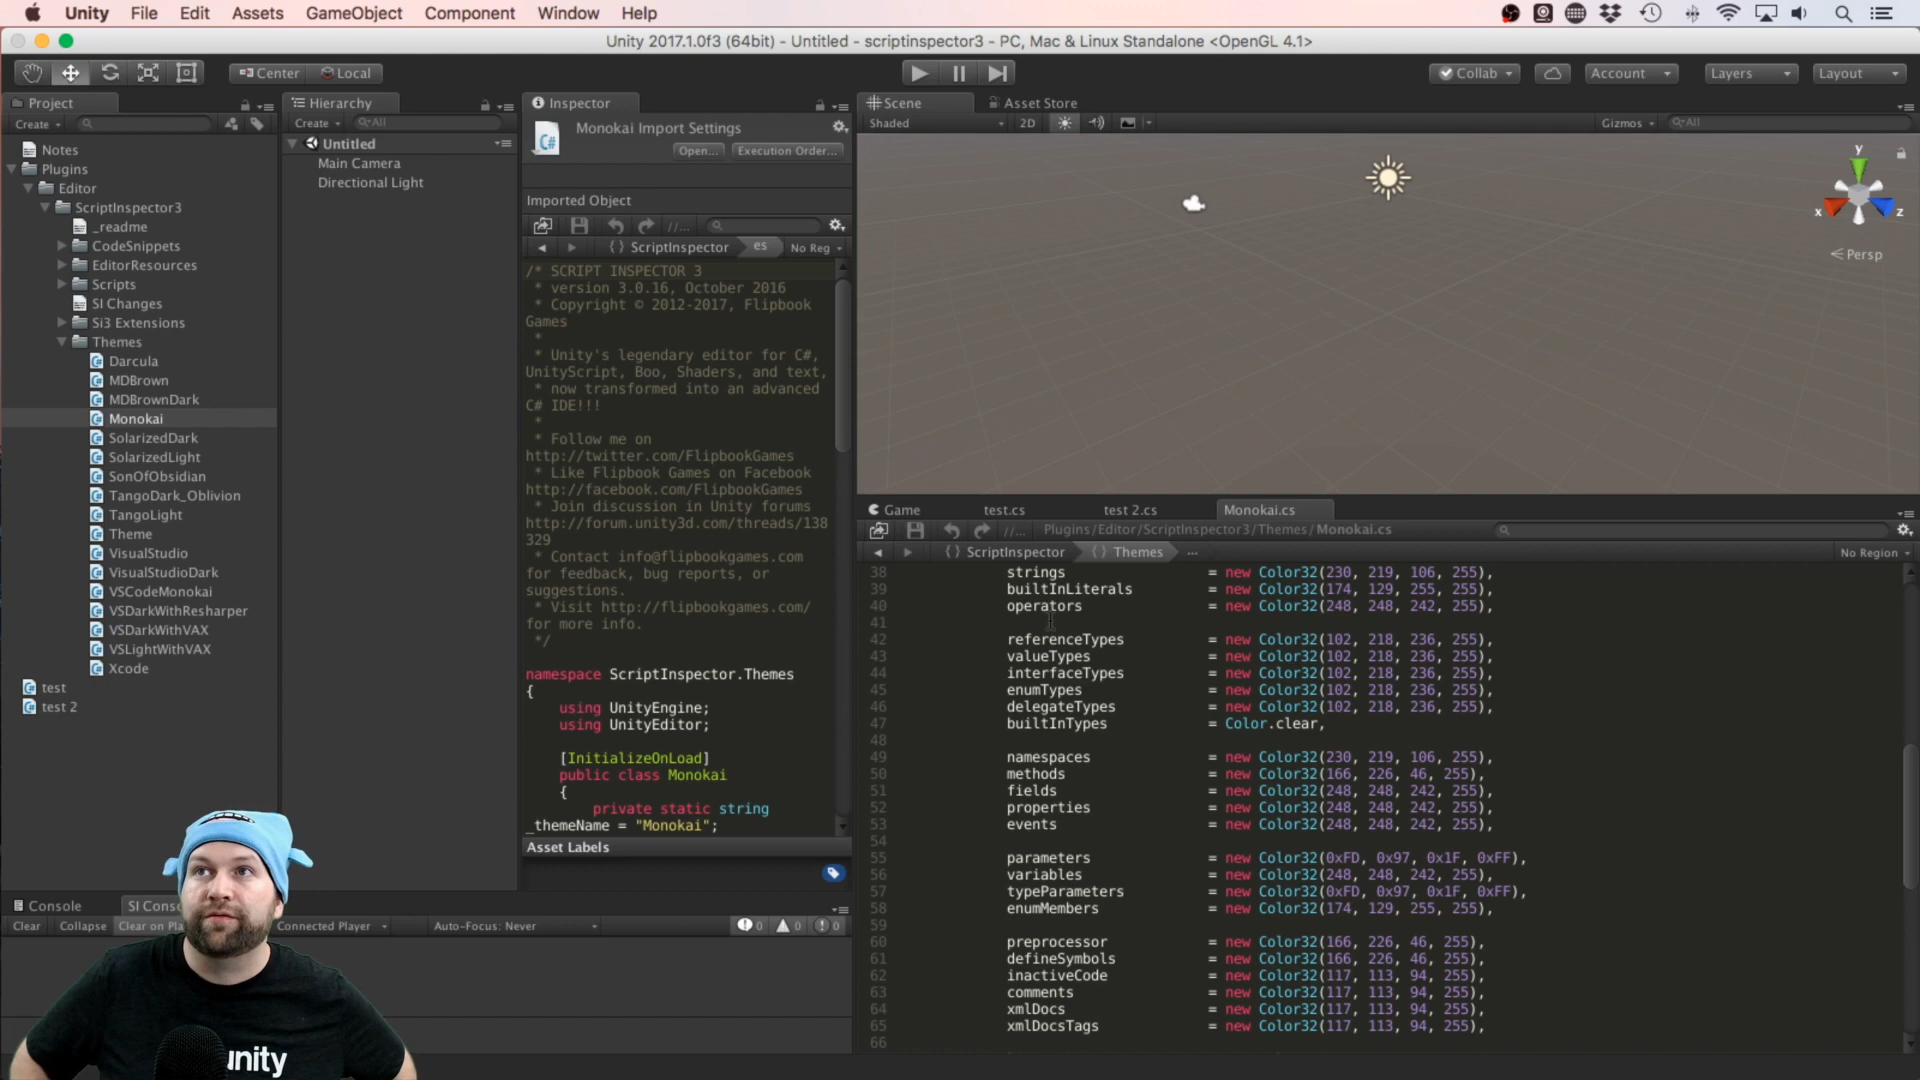 Unity File Edit Assets GameObject Component Window Help
Unity 2017.1.0f3 (64bit) - Untitled - scriptinspector3 - PC, Mac & Linux Standalone <OpenGL 4.1>
Center Local Collab Account Layers Layout
Project
Create
Notes
Plugins
Editor
ScriptInspector3
_readme
CodeSnippets
EditorResources
Scripts
SI Changes
Si3 Extensions
Themes
Darcula
MDBrown
MDBrownDark
Monokai
SolarizedDark
SolarizedLight
SonOfObsidian
TangoDark_Oblivion
TangoLight
Theme
VisualStudio
VisualStudioDark
VSCodeMonokai
VSDarkWithResharper
VSDarkWithVAX
VSLightWithVAX
Xcode
test
test 2
Hierarchy
Create All
Untitled
Main Camera
Directional Light
Inspector
Monokai Import Settings
Open... Execution Order...
Imported Object
//...
{} ScriptInspector es No Reg
/* SCRIPT INSPECTOR 3
* version 3.0.16, October 2016
* Copyright © 2012-2017, Flipbook
Games
*
* Unity's legendary editor for C#,
UnityScript, Boo, Shaders, and text,
* now transformed into an advanced
C# IDE!!!
*
* Follow me on
http://twitter.com/FlipbookGames
* Like Flipbook Games on Facebook
http://facebook.com/FlipbookGames
* Join discussion in Unity forums
http://forum.unity3d.com/threads/138
329
* Contact info@flipbookgames.com
for feedback, bug reports, or
suggestions.
* Visit http://flipbookgames.com/
for more info.
*/
namespace ScriptInspector.Themes
{
using UnityEngine;
using UnityEditor;
[InitializeOnLoad]
public class Monokai
{
private static string
_themeName = "Monokai";
Asset Labels
Scene Asset Store
Shaded 2D Gizmos All
y
x z
Persp
Game test.cs test 2.cs Monokai.cs
//... Plugins/Editor/ScriptInspector3/Themes/Monokai.cs
{} ScriptInspector {} Themes ... No Region
38 strings = new Color32(230, 219, 106, 255),
39 builtInLiterals = new Color32(174, 129, 255, 255),
40 operators = new Color32(248, 248, 242, 255),
41
42 referenceTypes = new Color32(102, 218, 236, 255),
43 valueTypes = new Color32(102, 218, 236, 255),
44 interfaceTypes = new Color32(102, 218, 236, 255),
45 enumTypes = new Color32(102, 218, 236, 255),
46 delegateTypes = new Color32(102, 218, 236, 255),
47 builtInTypes = Color.clear,
48
49 namespaces = new Color32(230, 219, 106, 255),
50 methods = new Color32(166, 226, 46, 255),
51 fields = new Color32(248, 248, 242, 255),
52 properties = new Color32(248, 248, 242, 255),
53 events = new Color32(248, 248, 242, 255),
54
55 parameters = new Color32(0xFD, 0x97, 0x1F, 0xFF),
56 variables = new Color32(248, 248, 242, 255),
57 typeParameters = new Color32(0xFD, 0x97, 0x1F, 0xFF),
58 enumMembers = new Color32(174, 129, 255, 255),
59
60 preprocessor = new Color32(166, 226, 46, 255),
61 defineSymbols = new Color32(166, 226, 46, 255),
62 inactiveCode = new Color32(117, 113, 94, 255),
63 comments = new Color32(117, 113, 94, 255),
64 xmlDocs = new Color32(117, 113, 94, 255),
65 xmlDocsTags = new Color32(117, 113, 94, 255),
66
Console SI Conso
Clear Collapse Clear on Pla Connected Player Auto-Focus: Never 0 0 0
unity